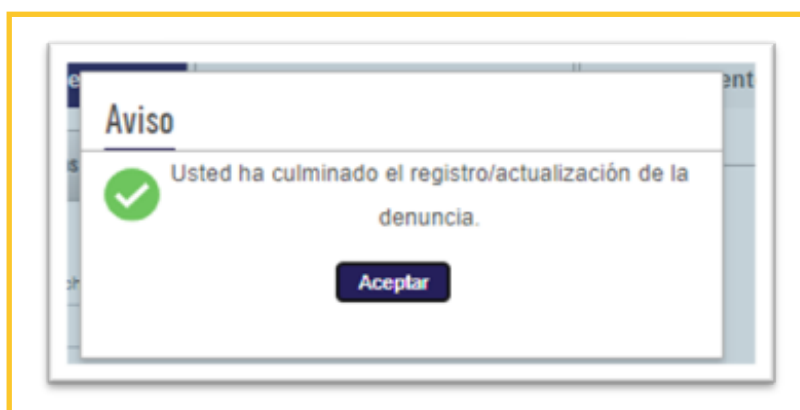 Aviso
Usted ha culminado el registro/actualización de la
denuncia.
Aceptar